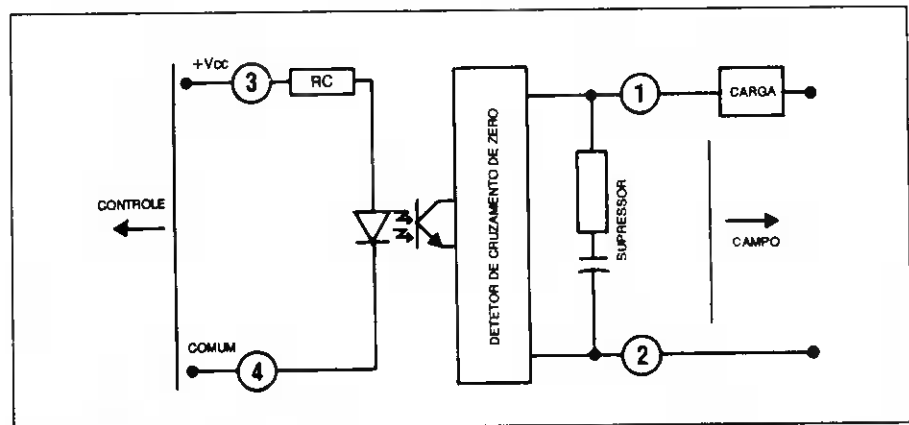 +Vcc
3
RC
1
CARGA
CONTROLE
DETETOR DE CRUZAMENTO DE ZERO
SUPRESSOR
CAMPO
COMUM
4
2